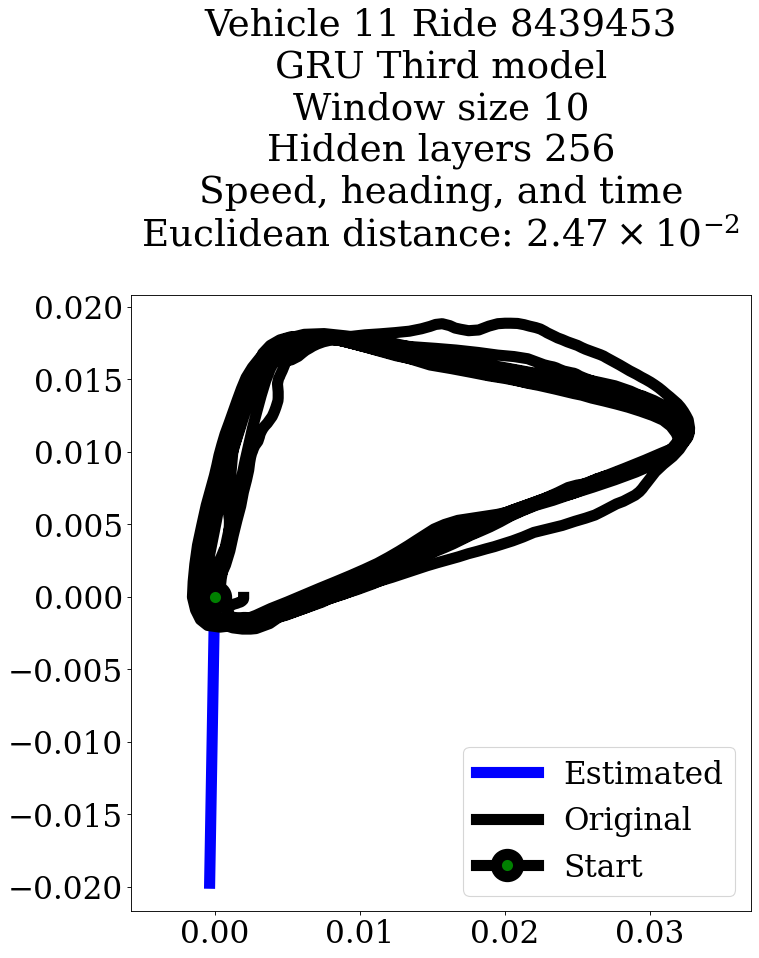 Vehicle 11 Ride 8439453
GRU Third model
Window size 10
Hidden layers 256
Speed, heading, and time
Euclidean distance: 2.47 × 10⁻²
0.020
0.015
0.010
0.005
0.000
−0.005
−0.010
−0.015
−0.020
Estimated
Original
Start
0.00 0.01 0.02 0.03